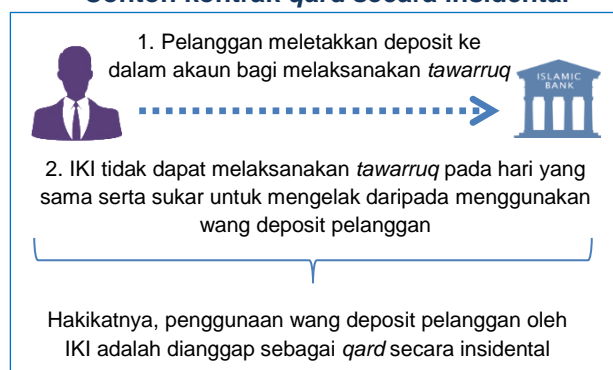 Contoh kontrak qard secara insidental
1. Pelanggan meletakkan deposit ke
dalam akaun bagi melaksanakan tawarruq
ISLAMIC
BANK
2. IKI tidak dapat melaksanakan tawarruq pada hari yang
sama serta sukar untuk mengelak daripada menggunakan
wang deposit pelanggan
Hakikatnya, penggunaan wang deposit pelanggan oleh
IKI adalah dianggap sebagai qard secara insidental